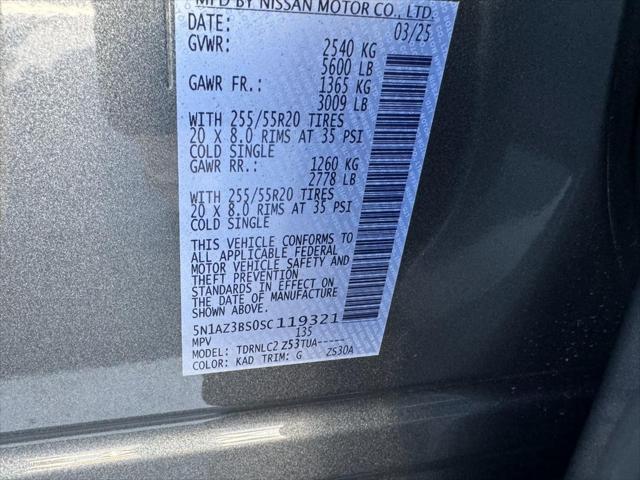 MFD BY NISSAN MOTOR CO., LTD.
DATE: 03/25
GVWR: 2540 KG
5600 LB
GAWR FR.: 1365 KG
3009 LB
WITH 255/55R20 TIRES
20 X 8.0 RIMS AT 35 PSI
COLD SINGLE
GAWR RR.: 1260 KG
2778 LB
WITH 255/55R20 TIRES
20 X 8.0 RIMS AT 35 PSI
COLD SINGLE
THIS VEHICLE CONFORMS TO
ALL APPLICABLE FEDERAL
MOTOR VEHICLE SAFETY AND
THEFT PREVENTION
STANDARDS IN EFFECT ON
THE DATE OF MANUFACTURE
SHOWN ABOVE.
5N1AZ3BS0SC119321
MPV 135
MODEL: TDRNLC2 Z53TUA-----
COLOR: KAD TRIM: G ZS30A